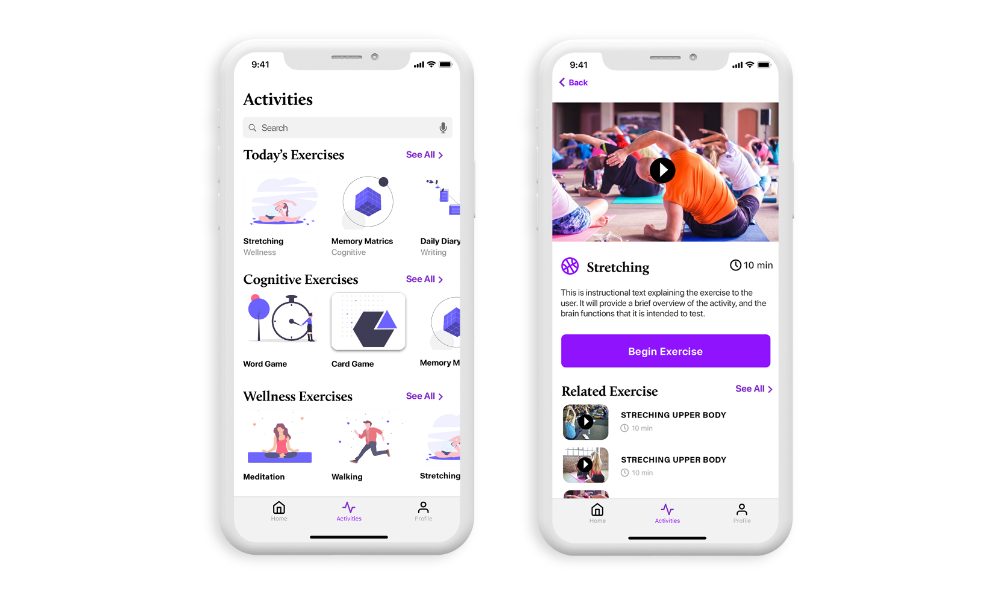 9:41
Activities
Search
Today's Exercises See All
Stretching Memory Matrics Daily Diary
Wellness Cognitive Writing
Cognitive Exercises See All
Word Game Card Game Memory M
Wellness Exercises See All
Meditation Walking Stretching
Home Activities Profile
9:41
Back
Stretching 10 min
This is instructional text explaining the exercise to the
user. It will provide a brief overview of the activity, and the
brain functions that it is intended to test.
Begin Exercise
Related Exercise See All
STRECHING UPPER BODY
10 min
STRECHING UPPER BODY
10 min
Home Activities Profile